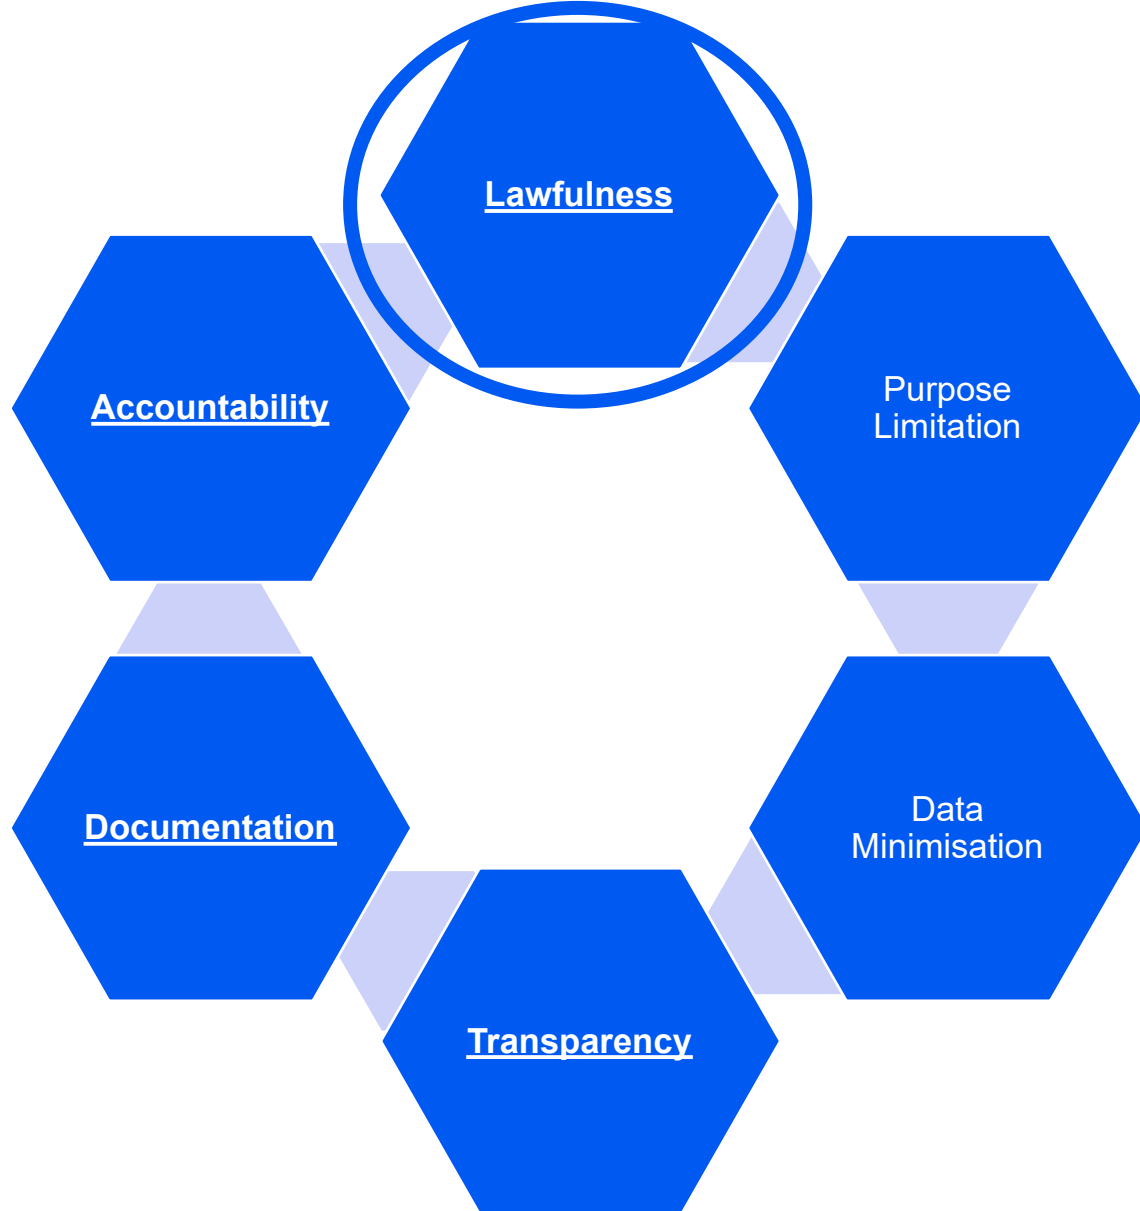 Lawfulness
Purpose
Limitation
Data
Minimisation
Transparency
Documentation
Accountability